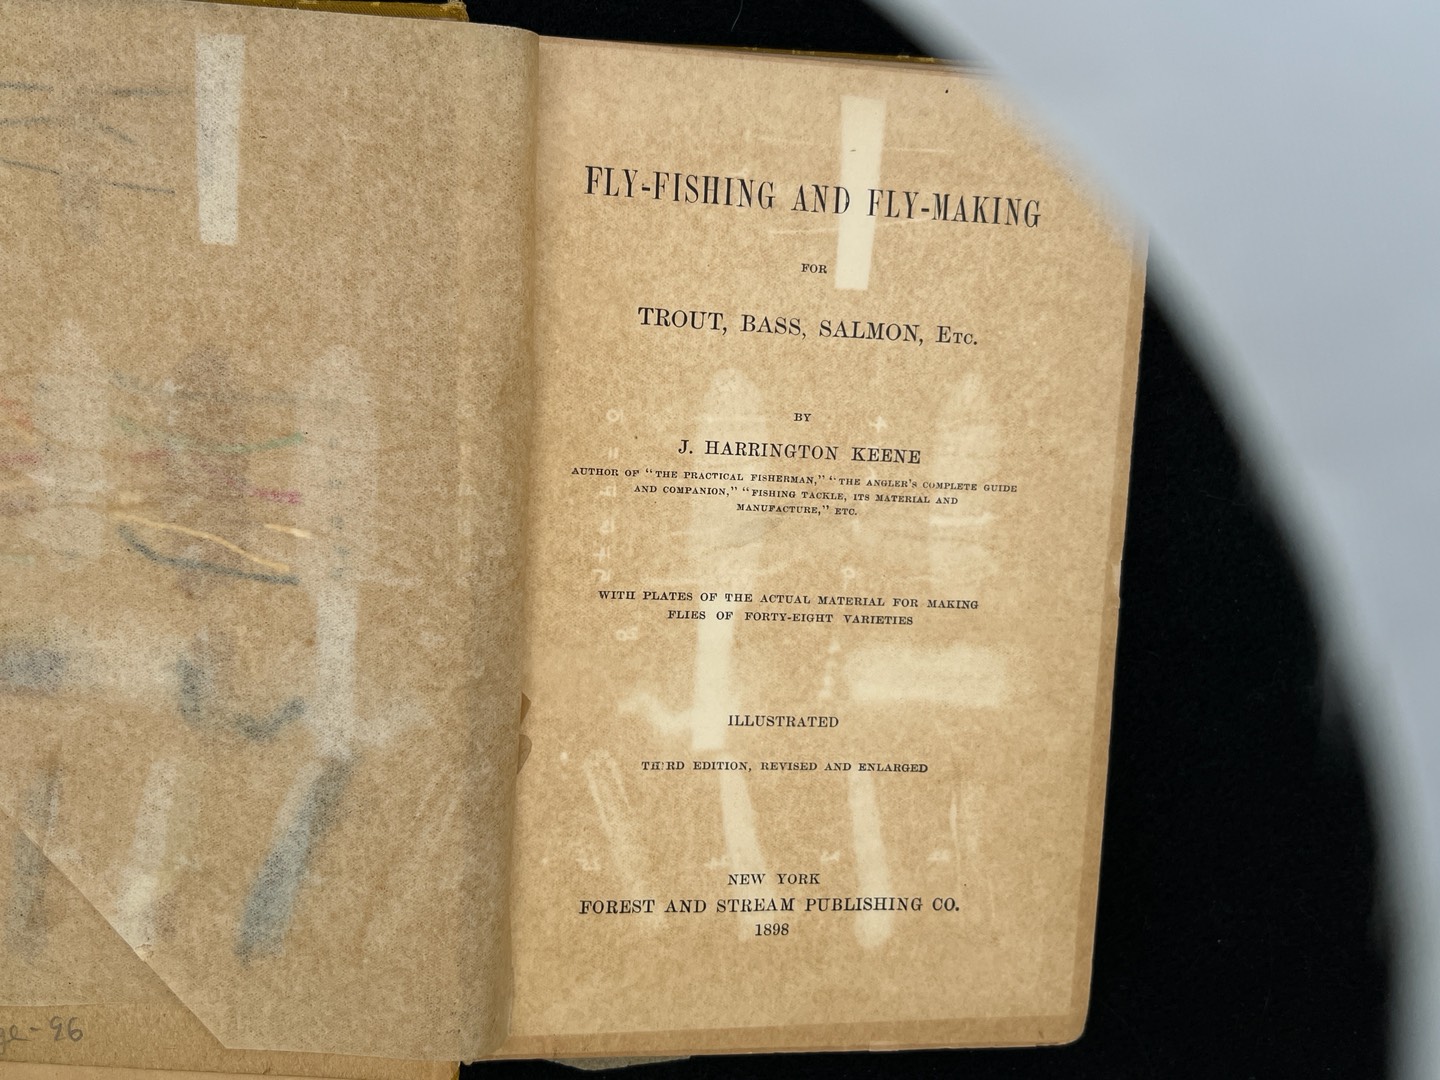 FLY-FISHING AND FLY-MAKING
FOR
TROUT, BASS, SALMON, ETC.
BY
J. HARRINGTON KEENE
AUTHOR OF "THE PRACTICAL FISHERMAN," "THE ANGLER'S COMPLETE GUIDE
AND COMPANION," "FISHING TACKLE, ITS MATERIAL AND
MANUFACTURE," ETC.
WITH PLATES OF THE ACTUAL MATERIAL FOR MAKING
FLIES OF FORTY-EIGHT VARIETIES
ILLUSTRATED
THIRD EDITION, REVISED AND ENLARGED
NEW YORK
FOREST AND STREAM PUBLISHING CO.
1898
96